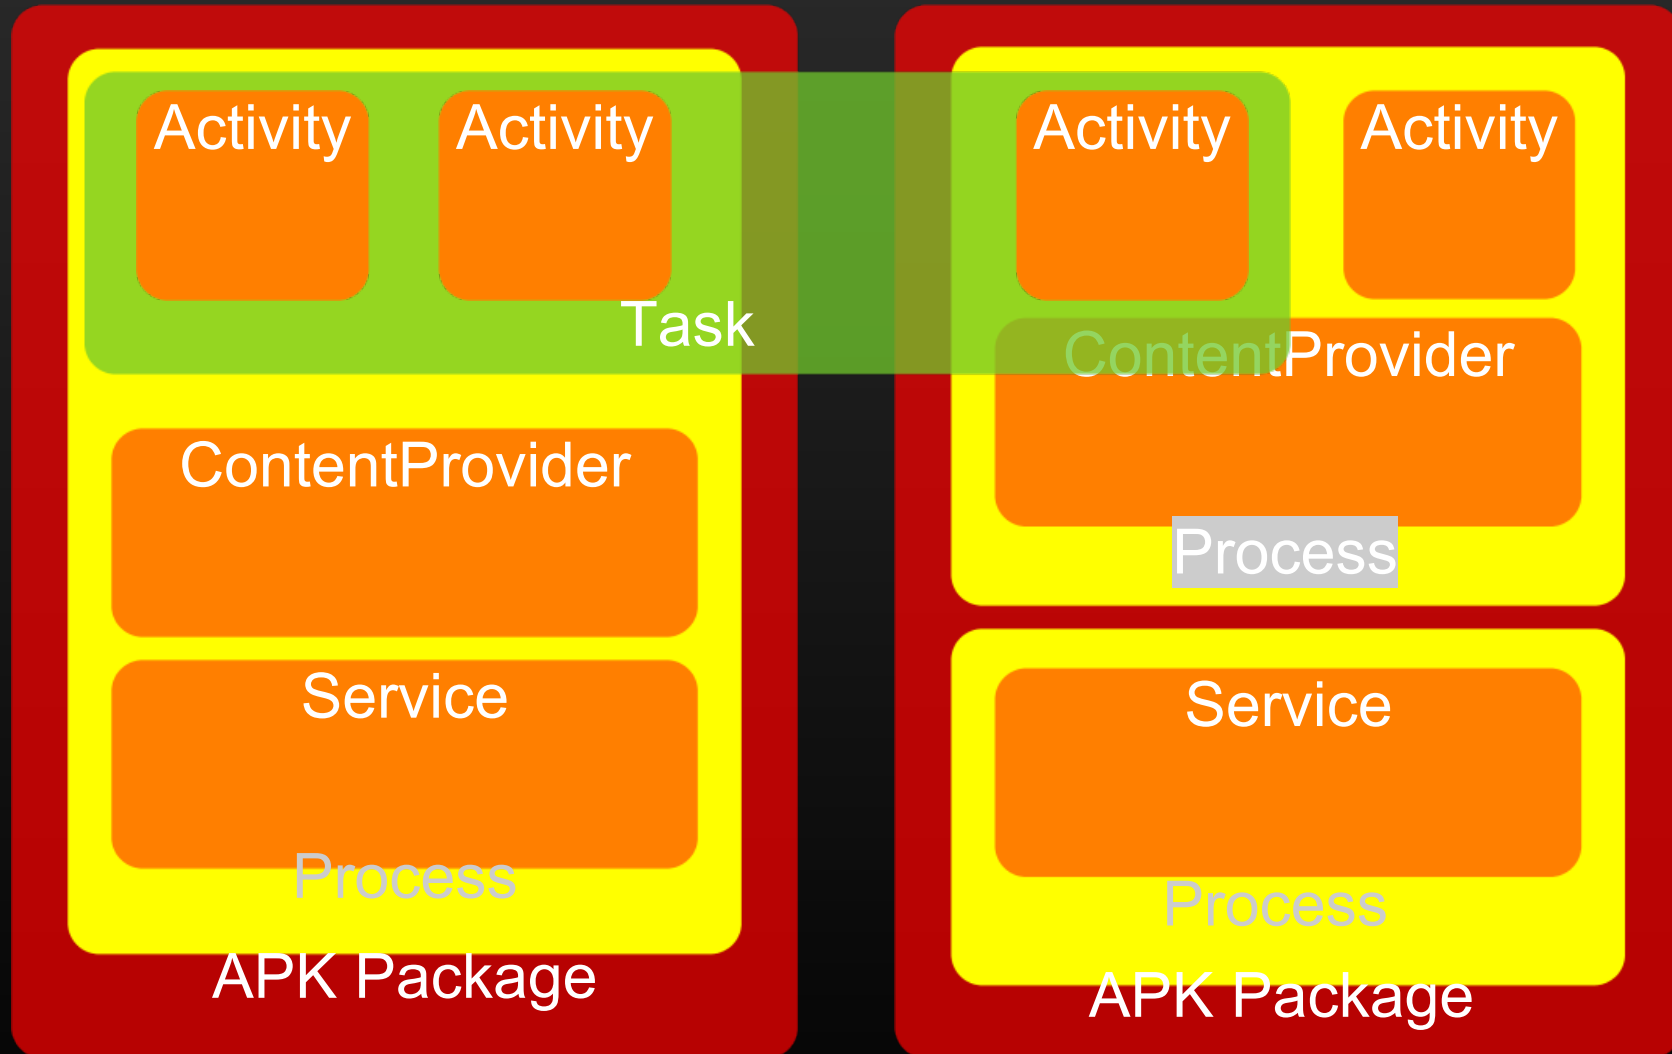 Activity
Activity
Task
ContentProvider
Service
Process
APK Package
Activity
Activity
ContentProvider
Process
Service
Process
APK Package